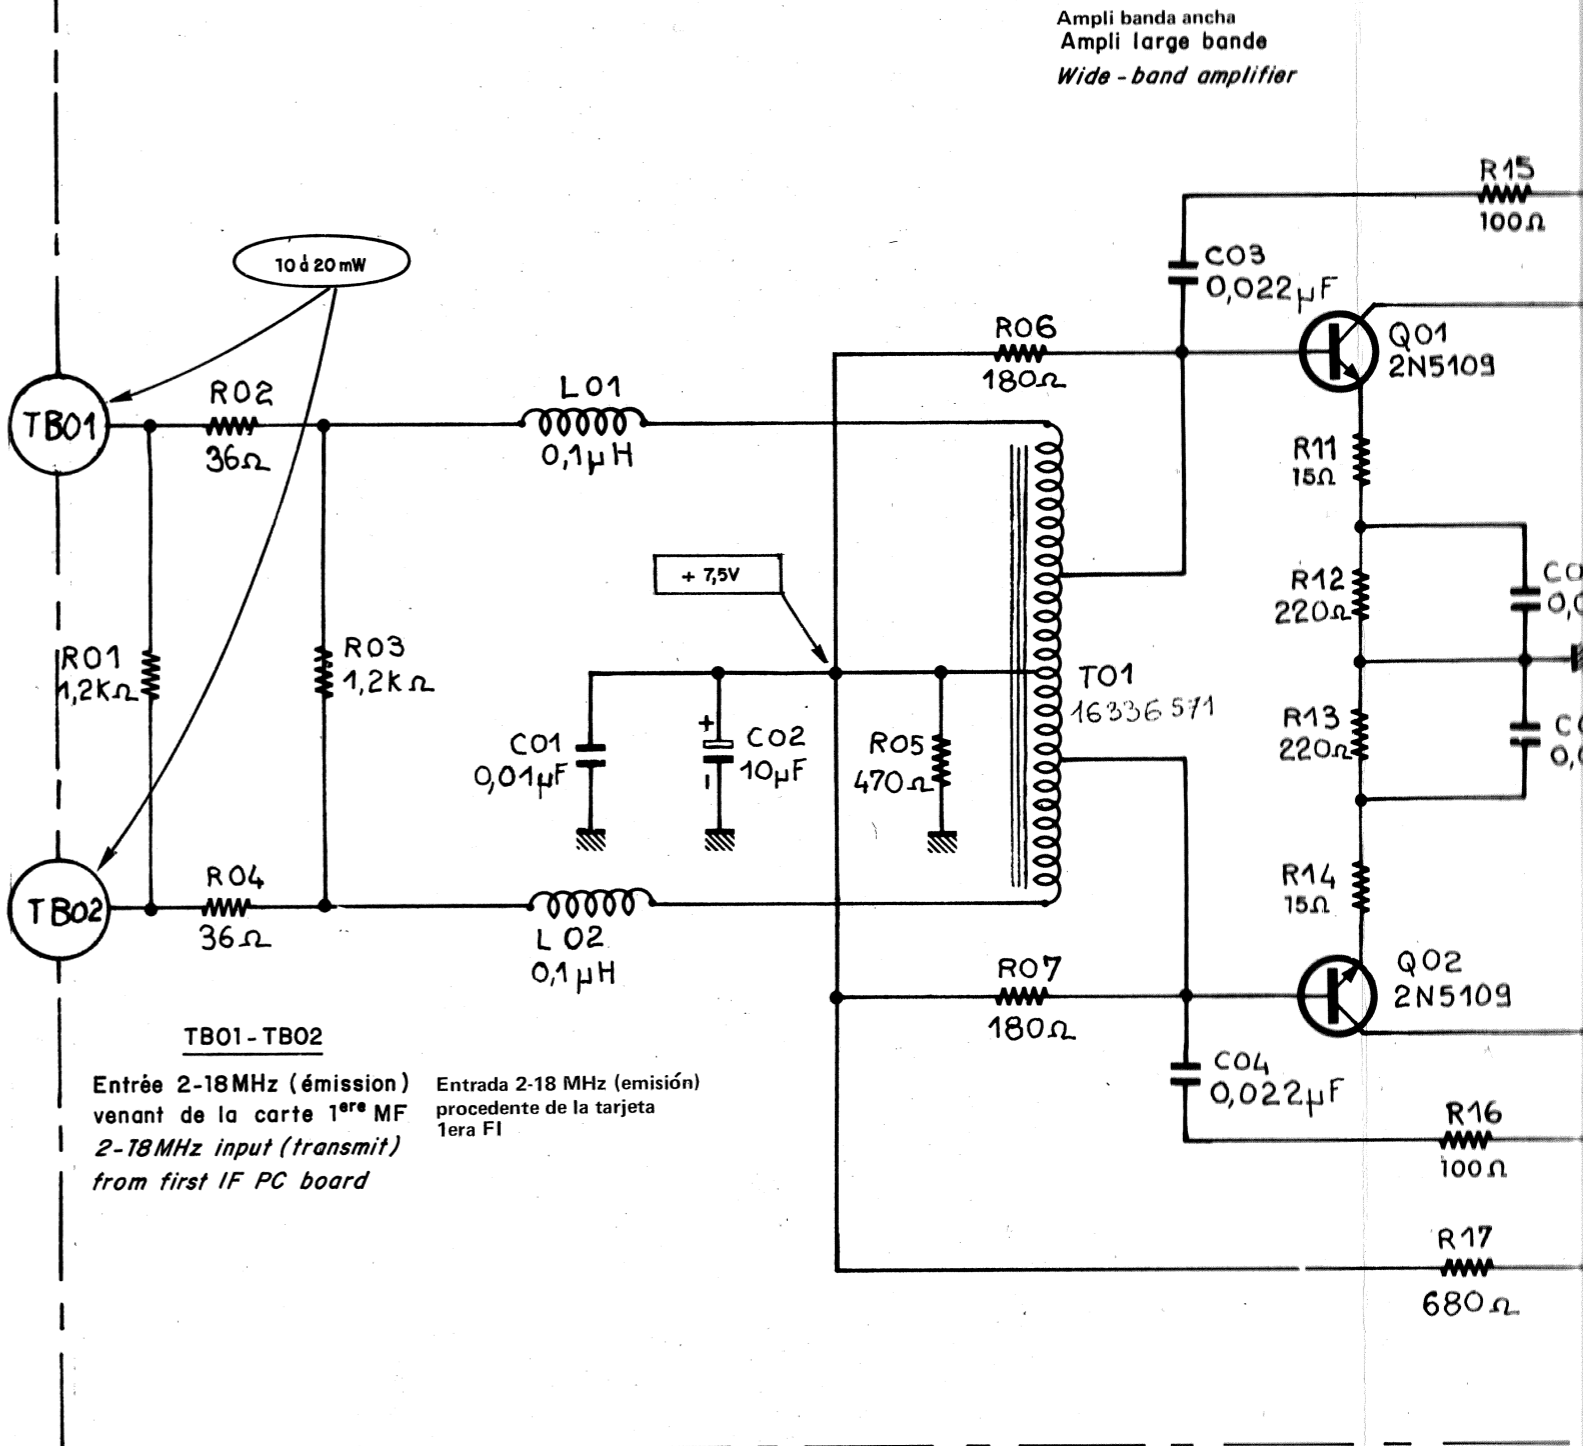 Ampli banda ancha
Ampli large bande
Wide-band amplifier
R15
100Ω
10 á 20 mW
C03
0,022µF
R06
180Ω
Q01
2N5109
TB01
R02
36Ω
L01
0,1µH
R11
15Ω
+ 7,5V
R12
220Ω
R01
1,2KΩ
R03
1,2KΩ
T01
16336571
R13
220Ω
C01
0,01µF
+
-
C02
10µF
R05
470Ω
TB02
R04
36Ω
L02
0,1µH
R14
15Ω
R07
180Ω
Q02
2N5109
TB01-TB02
Entrée 2-18MHz (émission)
venant de la carte 1ere MF
2-18MHz input (transmit)
from first IF PC board
Entrada 2-18 MHz (emisión)
procedente de la tarjeta
1era FI
C04
0,022µF
R16
100Ω
R17
680Ω